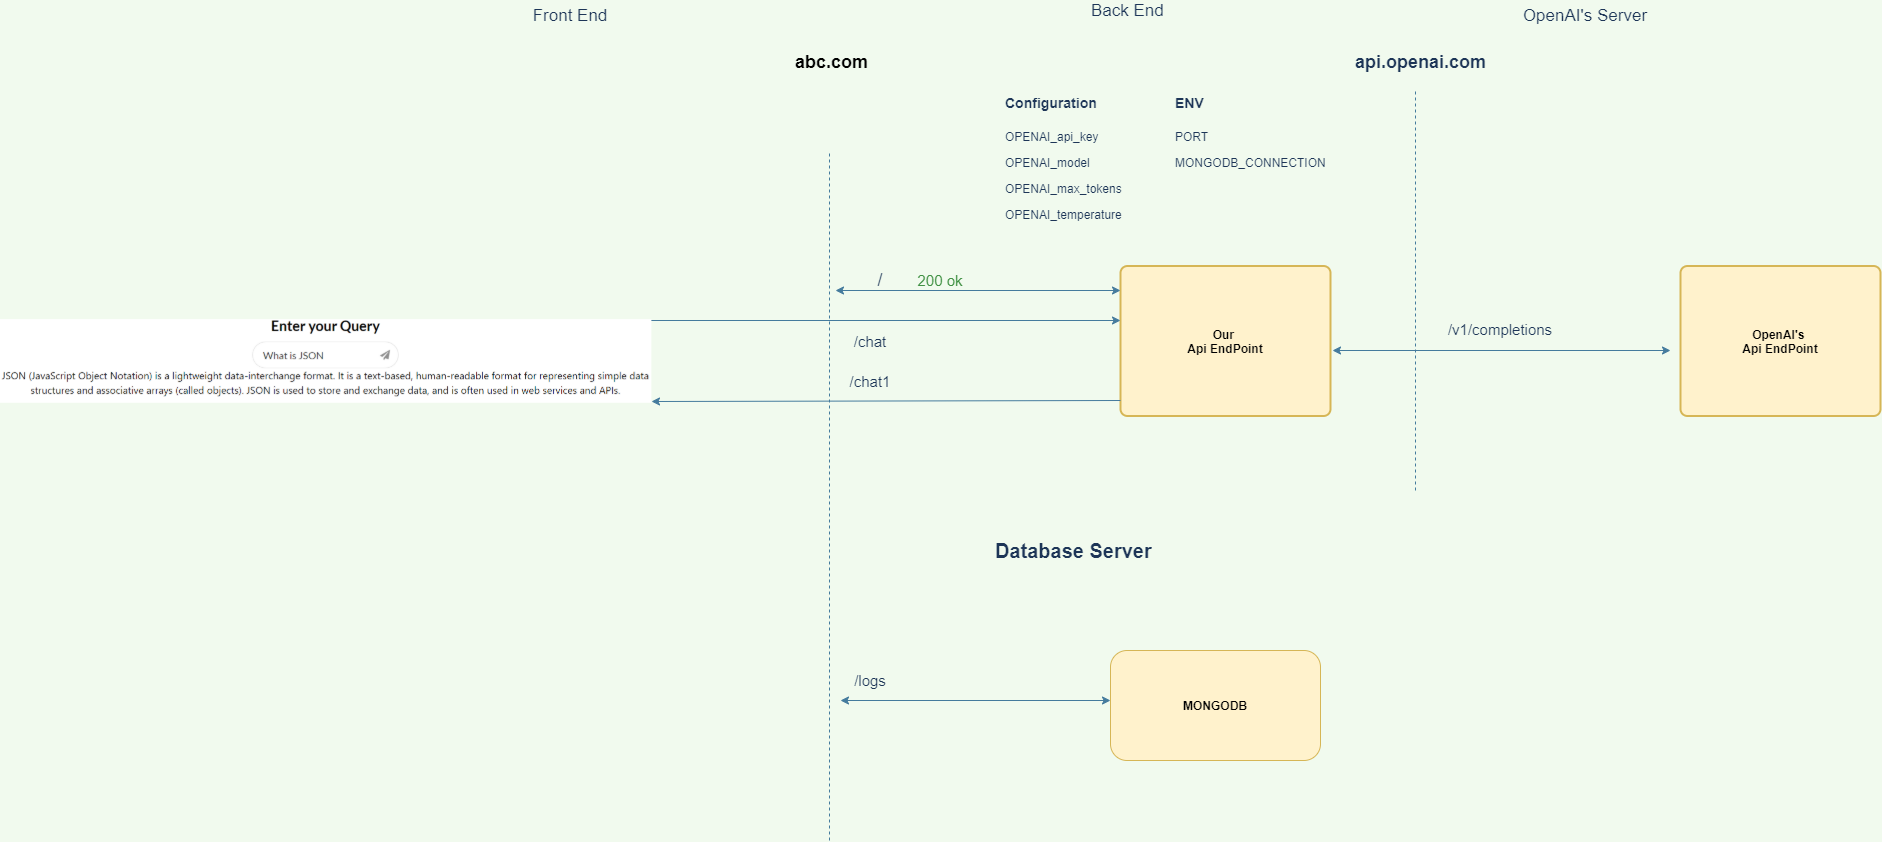 Front End
Back End
OpenAI's Server
abc.com
api.openai.com
Configuration
OPENAI_api_key
OPENAI_model
OPENAI_max_tokens
OPENAI_temperature
ENV
PORT
MONGODB_CONNECTION
/ 200 ok
Enter your Query
What is JSON
JSON (JavaScript Object Notation) is a lightweight data-interchange format. It is a text-based, human-readable format for representing simple data
structures and associative arrays (called objects). JSON is used to store and exchange data, and is often used in web services and APIs.
/chat
/chat1
Our
Api EndPoint
/v1/completions
OpenAI's
Api EndPoint
Database Server
/logs
MONGODB